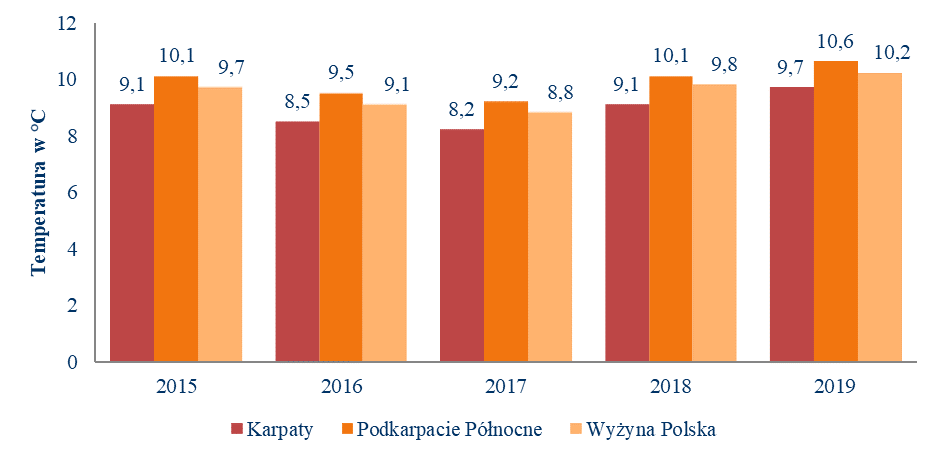 Temperatura w °C
12
10
8
6
4
2
0
9,1 10,1 9,7
8,5 9,5 9,1
8,2 9,2 8,8
9,1 10,1 9,8
9,7 10,6 10,2
2015 2016 2017 2018 2019
Karpaty Podkarpacie Północne Wyżyna Polska